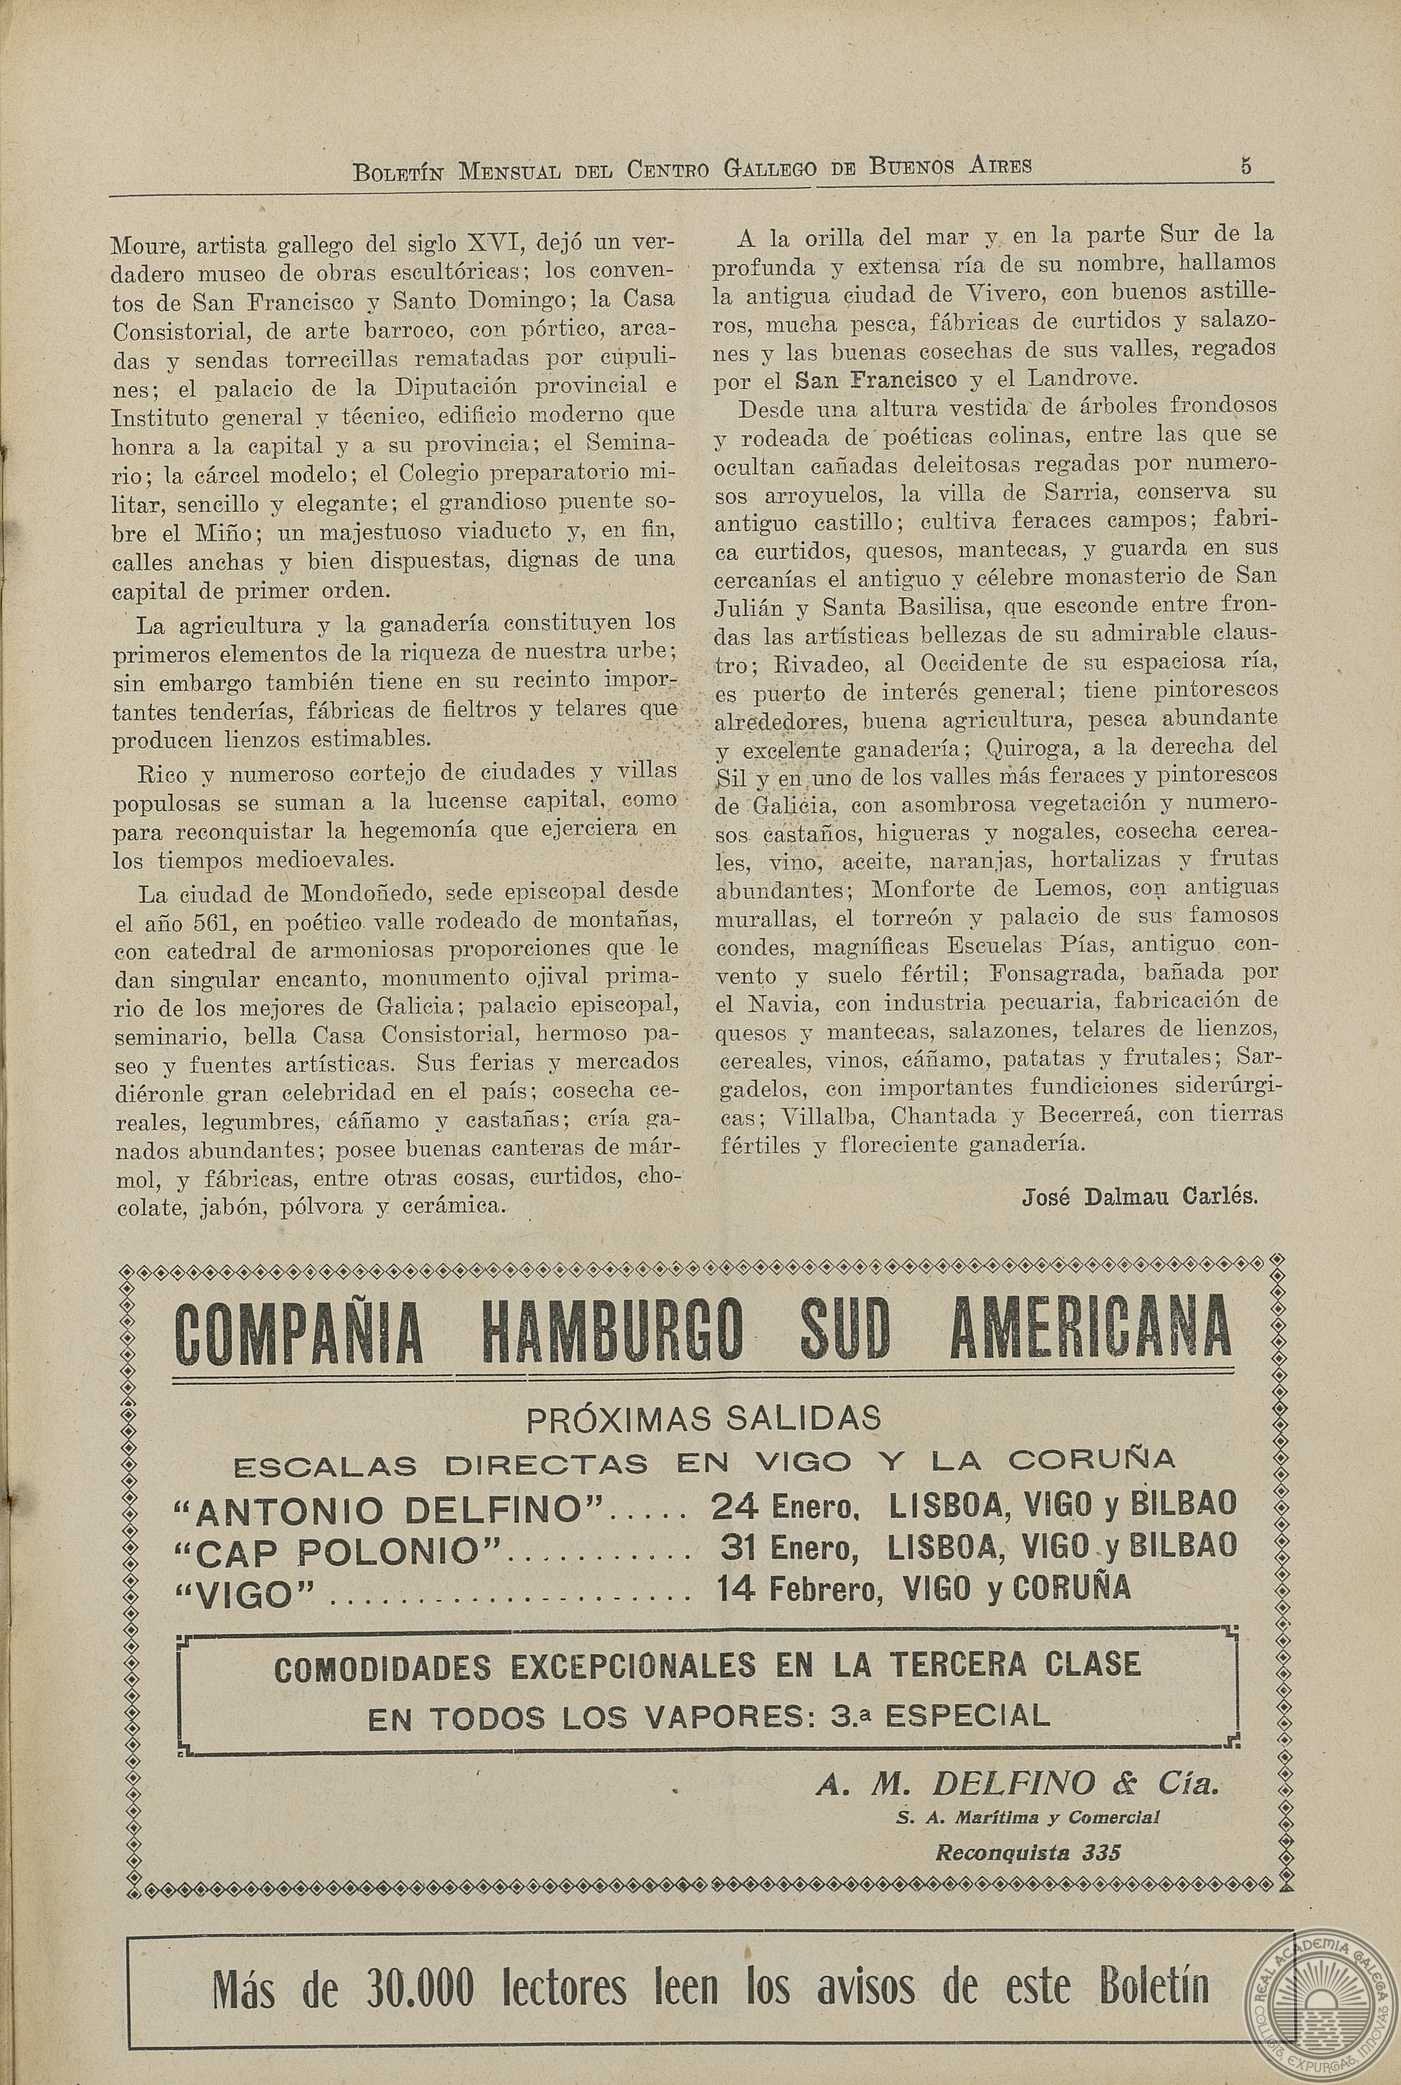 BOLETÍN MENSUAL DEL CENTRO GALLEGO DE BUENOS AIRES 5
Moure, artista gallego del siglo XVI, dejó un ver-
dadero museo de obras escultóricas; los conven-
tos de San Francisco y Santo Domingo; la Casa
Consistorial, de arte barroco, con pórtico, arca-
das y sendas torrecillas rematadas por cupuli-
nes; el palacio de la Diputación provincial e
Instituto general y técnico, edificio moderno que
honra a la capital y a su provincia; el Semina-
rio; la cárcel modelo; el Colegio preparatorio mi-
litar, sencillo y elegante; el grandioso puente so-
bre el Miño; un majestuoso viaducto y, en fin,
calles anchas y bien dispuestas, dignas de una
capital de primer orden.
La agricultura y la ganadería constituyen los
primeros elementos de la riqueza de nuestra urbe;
sin embargo también tiene en su recinto impor-
tantes tenderías, fábricas de fieltros y telares que
producen lienzos estimables.
Rico y numeroso cortejo de ciudades y villas
populosas se suman a la lucense capital, como
para reconquistar la hegemonía que ejerciera en
los tiempos medioevales.
La ciudad de Mondoñedo, sede episcopal desde
el año 561, en poético valle rodeado de montañas,
con catedral de armoniosas proporciones que le
dan singular encanto, monumento ojival prima-
rio de los mejores de Galicia; palacio episcopal,
seminario, bella Casa Consistorial, hermoso pa-
seo y fuentes artísticas. Sus ferias y mercados
diéronle gran celebridad en el país; cosecha ce-
reales, legumbres, cáñamo y castañas; cría ga-
nados abundantes; posee buenas canteras de már-
mol, y fábricas, entre otras cosas, curtidos, cho-
colate, jabón, pólvora y cerámica.
A la orilla del mar y en la parte Sur de la
profunda y extensa ría de su nombre, hallamos
la antigua ciudad de Vivero, con buenos astille-
ros, mucha pesca, fábricas de curtidos y salazo-
nes y las buenas cosechas de sus valles, regados
por el San Francisco y el Landrove.
Desde una altura vestida de árboles frondosos
y rodeada de poéticas colinas, entre las que se
ocultan cañadas deleitosas regadas por numero-
sos arroyuelos, la villa de Sarria, conserva su
antiguo castillo; cultiva feraces campos; fabri-
ca curtidos, quesos, mantecas, y guarda en sus
cercanías el antiguo y célebre monasterio de San
Julián y Santa Basilisa, que esconde entre fron-
das las artísticas bellezas de su admirable claus-
tro; Rivadeo, al Occidente de su espaciosa ría,
es puerto de interés general; tiene pintorescos
alrededores, buena agricultura, pesca abundante
y excelente ganadería; Quiroga, a la derecha del
Sil y en uno de los valles más feraces y pintorescos
de Galicia, con asombrosa vegetación y numero-
sos castaños, higueras y nogales, cosecha cerea-
les, vino, aceite, naranjas, hortalizas y frutas
abundantes; Monforte de Lemos, con antiguas
murallas, el torreón y palacio de sus famosos
condes, magníficas Escuelas Pías, antiguo con-
vento y suelo fértil; Fonsagrada, bañada por
el Navia, con industria pecuaria, fabricación de
quesos y mantecas, salazones, telares de lienzos,
cereales, vinos, cáñamo, patatas y frutales; Sar-
gadelos, con importantes fundiciones siderúrgi-
cas; Villalba, Chantada y Becerreá, con tierras
fértiles y floreciente ganadería.
José Dalmau Carlés.
COMPAÑIA HAMBURGO SUD AMERICANA
PRÓXIMAS SALIDAS
ESCALAS DIRECTAS EN VIGO Y LA CORUÑA
“ANTONIO DELFINO”..... 24 Enero, LISBOA, VIGO y BILBAO
“CAP POLONIO”........... 31 Enero, LISBOA, VIGO y BILBAO
“VIGO”..................... 14 Febrero, VIGO y CORUÑA
COMODIDADES EXCEPCIONALES EN LA TERCERA CLASE
EN TODOS LOS VAPORES: 3.ª ESPECIAL
A. M. DELFINO & Cía.
S. A. Marítima y Comercial
Reconquista 335
Más de 30.000 lectores leen los avisos de este Boletín
REAL ACADEMIA GALEGA
COLLIGIT, EXPURGAT, INNOVAT